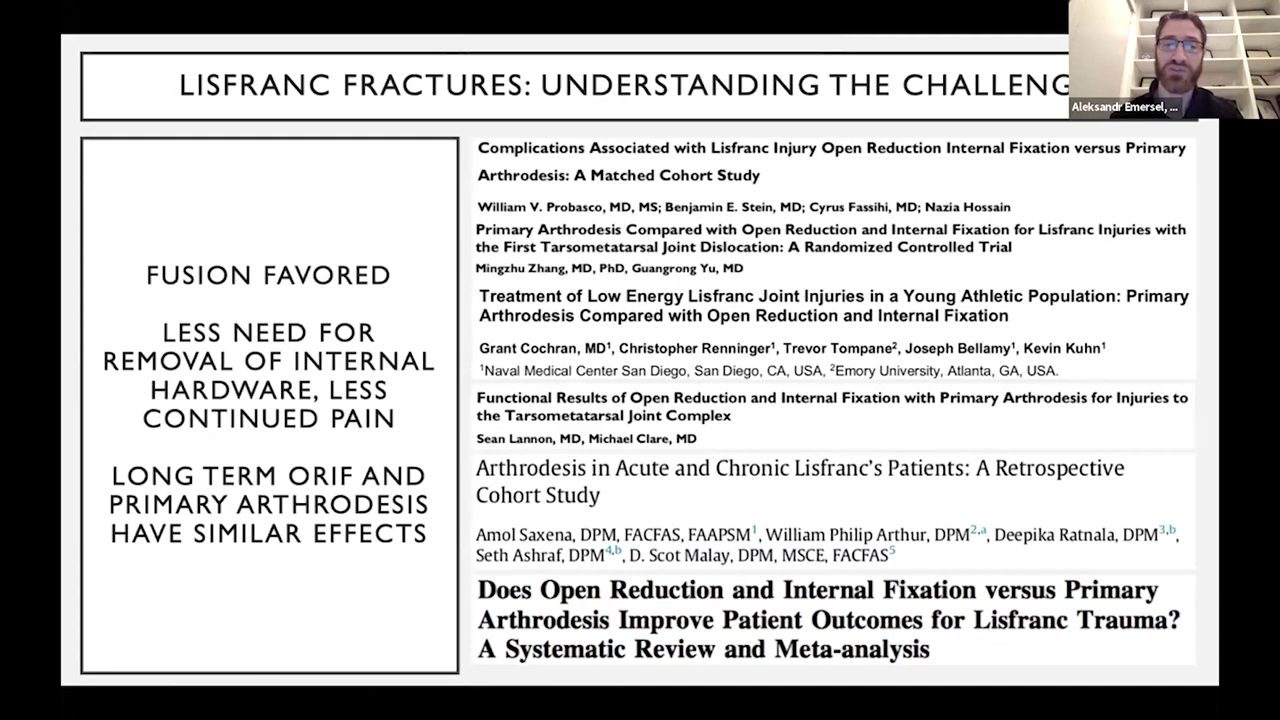 LISFRANC FRACTURES: UNDERSTANDING THE CHALLENG
Aleksandr Emersel, ...
FUSION FAVORED
LESS NEED FOR
REMOVAL OF INTERNAL
HARDWARE, LESS
CONTINUED PAIN
LONG TERM ORIF AND
PRIMARY ARTHRODESIS
HAVE SIMILAR EFFECTS
Complications Associated with Lisfranc Injury Open Reduction Internal Fixation versus Primary
Arthrodesis: A Matched Cohort Study
William V. Probasco, MD, MS; Benjamin E. Stein, MD; Cyrus Fassihi, MD; Nazia Hossain
Primary Arthrodesis Compared with Open Reduction and Internal Fixation for Lisfranc Injuries with
the First Tarsometatarsal Joint Dislocation: A Randomized Controlled Trial
Mingzhu Zhang, MD, PhD, Guangrong Yu, MD
Treatment of Low Energy Lisfranc Joint Injuries in a Young Athletic Population: Primary
Arthrodesis Compared with Open Reduction and Internal Fixation
Grant Cochran, MD¹, Christopher Renninger¹, Trevor Tompane², Joseph Bellamy¹, Kevin Kuhn¹
¹Naval Medical Center San Diego, San Diego, CA, USA, ²Emory University, Atlanta, GA, USA.
Functional Results of Open Reduction and Internal Fixation with Primary Arthrodesis for Injuries to
the Tarsometatarsal Joint Complex
Sean Lannon, MD, Michael Clare, MD
Arthrodesis in Acute and Chronic Lisfranc's Patients: A Retrospective
Cohort Study
Amol Saxena, DPM, FACFAS, FAAPSM¹, William Philip Arthur, DPM²,ᵃ, Deepika Ratnala, DPM³,ᵇ,
Seth Ashraf, DPM⁴,ᵇ, D. Scot Malay, DPM, MSCE, FACFAS⁵
Does Open Reduction and Internal Fixation versus Primary
Arthrodesis Improve Patient Outcomes for Lisfranc Trauma?
A Systematic Review and Meta-analysis